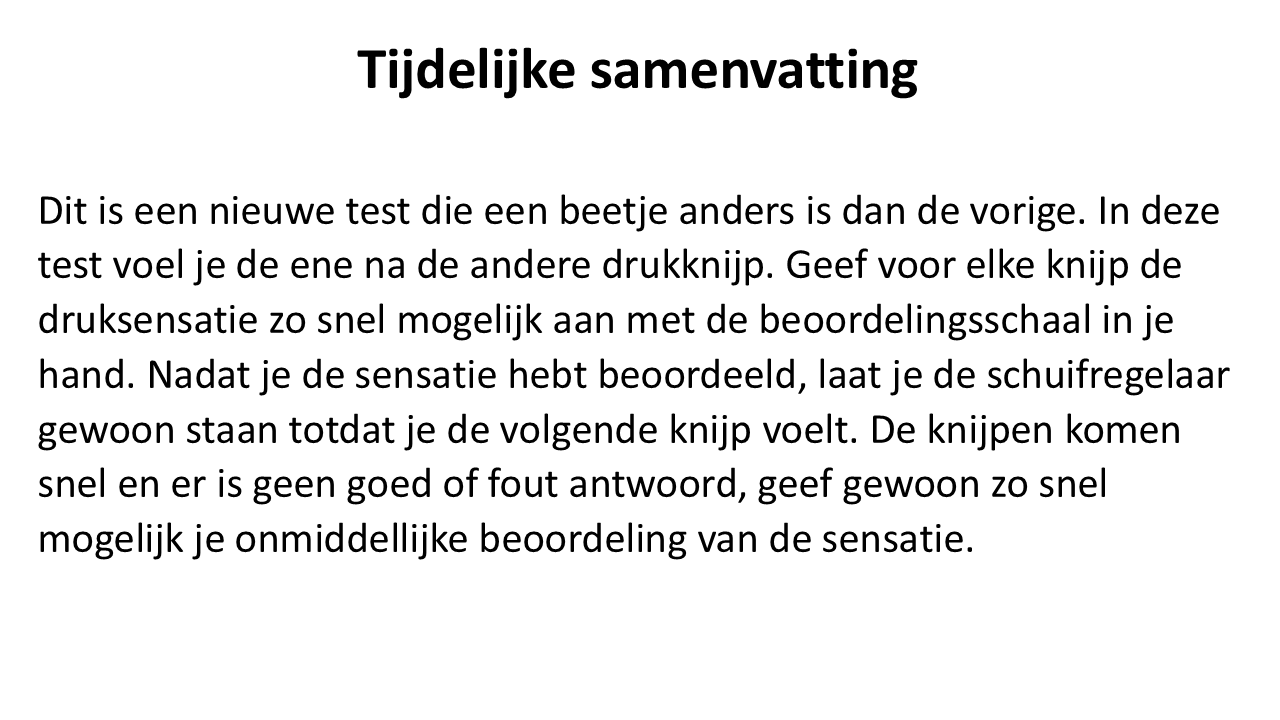 Tijdelijke samenvatting
Dit is een nieuwe test die een beetje anders is dan de vorige. In deze
test voel je de ene na de andere drukknijp. Geef voor elke knijp de
druksensatie zo snel mogelijk aan met de beoordelingsschaal in je
hand. Nadat je de sensatie hebt beoordeeld, laat je de schuifregelaar
gewoon staan totdat je de volgende knijp voelt. De knijpen komen
snel en er is geen goed of fout antwoord, geef gewoon zo snel
mogelijk je onmiddellijke beoordeling van de sensatie.